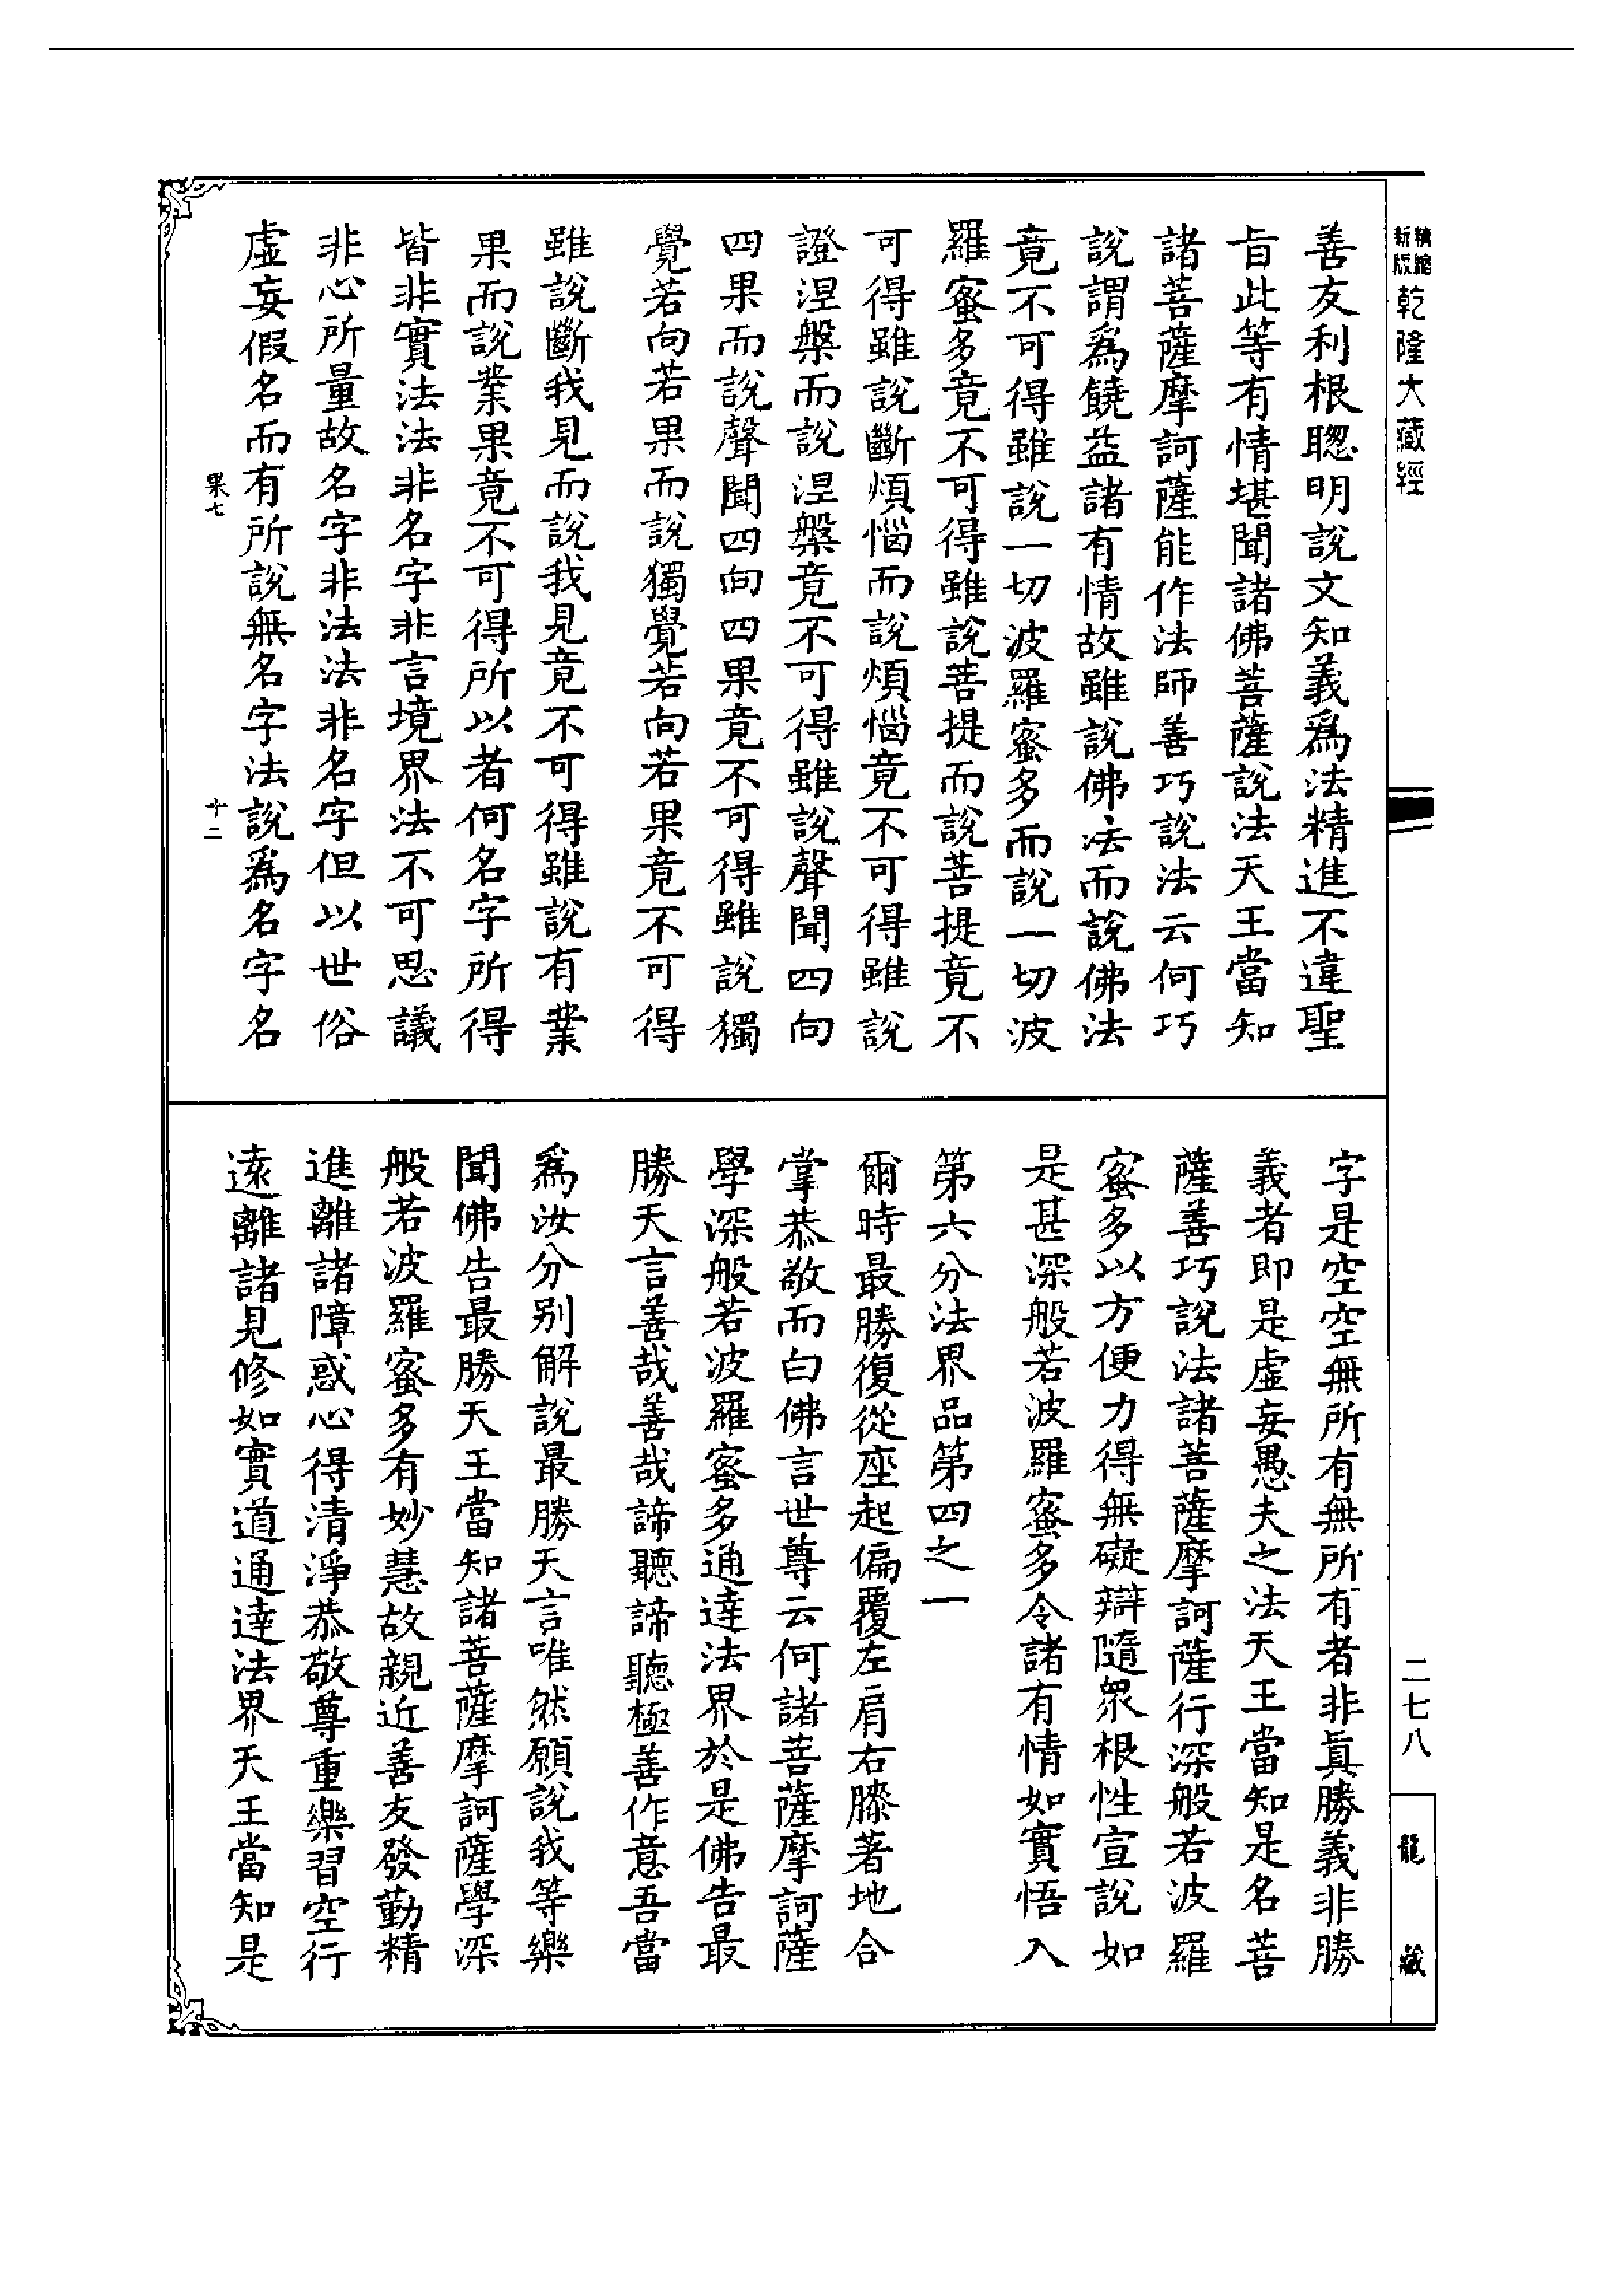 精縮新版乾隆大藏經
二七八
龍藏
善友利根聰明說文知義為法精進不違聖
旨此等有情堪聞諸佛菩薩說法天王當知
諸菩薩摩訶薩能作法師善巧說法云何巧
說謂為饒益諸有情故雖說佛法而說佛法
竟不可得雖說一切波羅蜜多而說一切波
羅蜜多竟不可得雖說菩提而說菩提竟不
可得雖說斷煩惱而說煩惱竟不可得雖說
證涅槃而說涅槃竟不可得雖說聲聞四向
四果而說聲聞四向四果竟不可得雖說獨
覺若向若果而說獨覺若向若果竟不可得
雖說斷我見而說我見竟不可得雖說有業
果而說業果竟不可得所以者何名字所得
皆非實法法非名字非言境界法不可思議
非心所量故名字非法法非名字但以世俗
虛妄假名而有所說無名字法說為名字名
果七
十二
字是空空無所有無所有者非真勝義非勝
義者即是虛妄愚夫之法天王當知是名菩
薩善巧說法諸菩薩摩訶薩行深般若波羅
蜜多以方便力得無礙辯隨眾根性宣說如
是甚深般若波羅蜜多令諸有情如實悟入
第六分法界品第四之一
爾時最勝復從座起偏覆左肩右膝著地合
掌恭敬而白佛言世尊云何諸菩薩摩訶薩
學深般若波羅蜜多通達法界於是佛告最
勝天言善哉善哉諦聽諦聽極善作意吾當
為汝分別解說最勝天言唯然願說我等樂
聞佛告最勝天王當知諸菩薩摩訶薩學深
般若波羅蜜多有妙慧故親近善友發勤精
進離諸障惑心得清淨恭敬尊重樂習空行
遠離諸見修如實道通達法界天王當知是